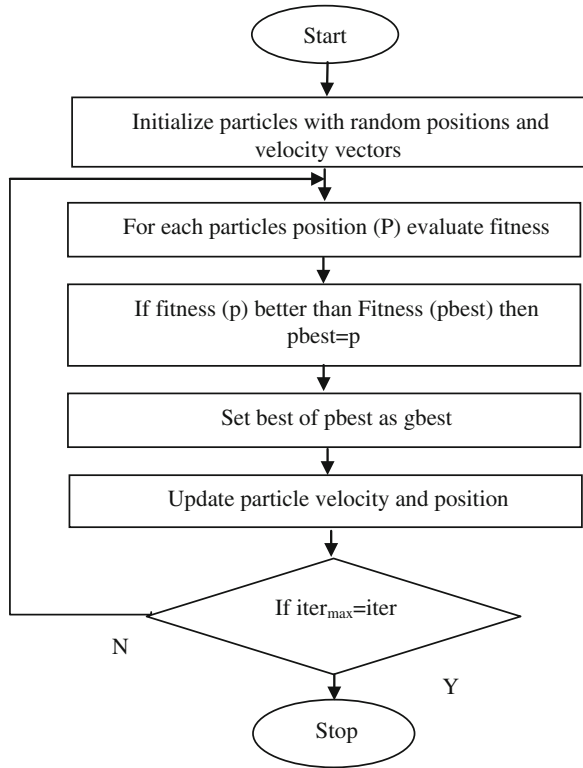 Start
Initialize particles with random positions and
velocity vectors
For each particles position (P) evaluate fitness
If fitness (p) better than Fitness (pbest) then
pbest=p
Set best of pbest as gbest
Update particle velocity and position
If iter_max=iter
N
Y
Stop